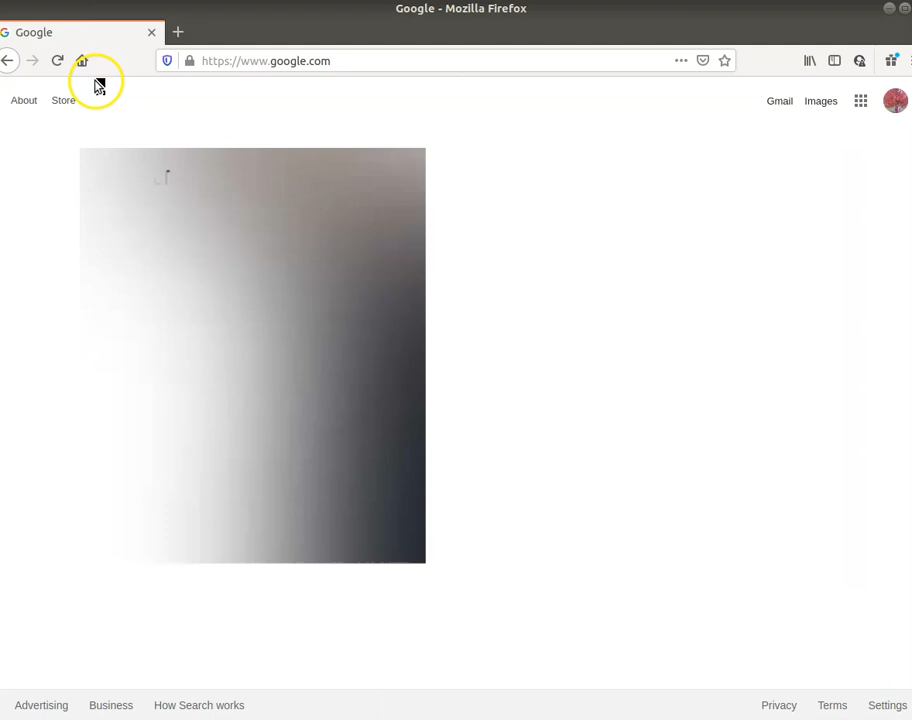 Google - Mozilla Firefox
Google
https://www.google.com
About Store Gmail Images
Advertising Business How Search works Privacy Terms Settings